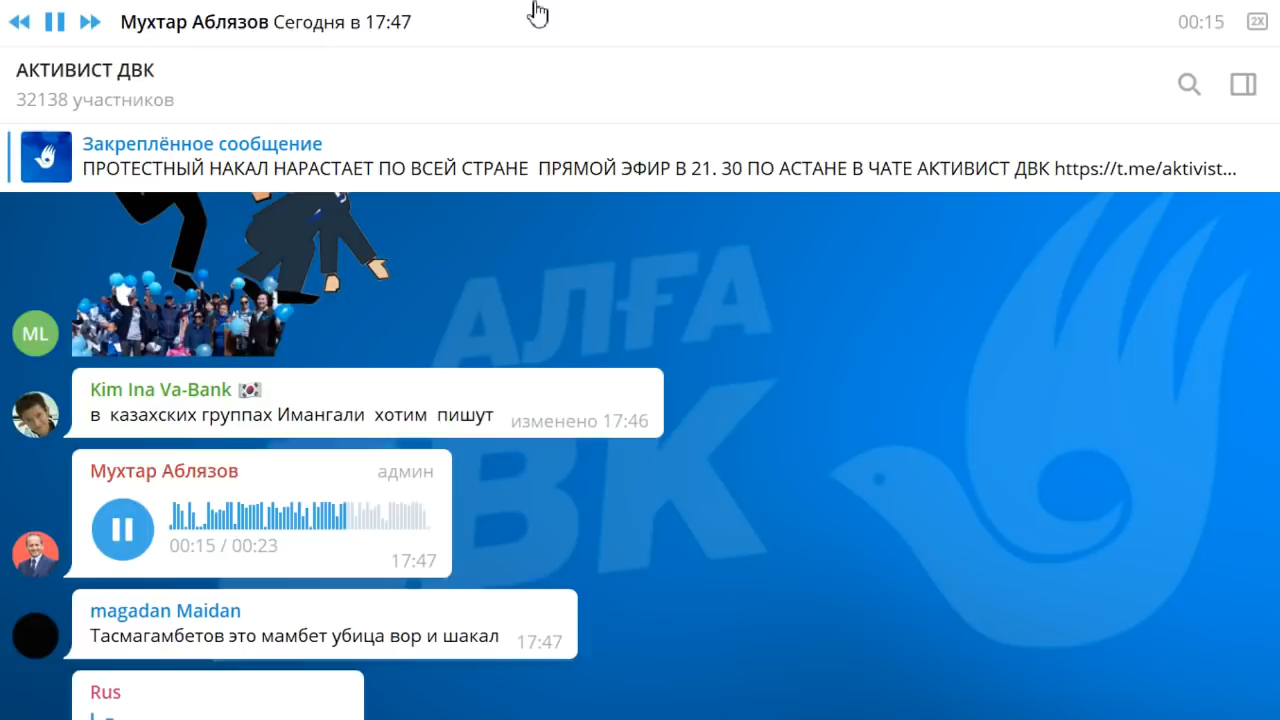 Мухтар Аблязов Сегодня в 17:47
00:15
2X
АКТИВИСТ ДВК
32138 участников
Закреплённое сообщение
ПРОТЕСТНЫЙ НАКАЛ НАРАСТАЕТ ПО ВСЕЙ СТРАНЕ ПРЯМОЙ ЭФИР В 21. 30 ПО АСТАНЕ В ЧАТЕ АКТИВИСТ ДВК https://t.me/aktivist...
АЛҒА
ДВК
ML
Kim Ina Va-Bank 🇰🇷
в казахских группах Имангали хотим пишут
изменено 17:46
Мухтар Аблязов
админ
00:15 / 00:23
17:47
magadan Maidan
Тасмагамбетов это мамбет убица вор и шакал
17:47
Rus